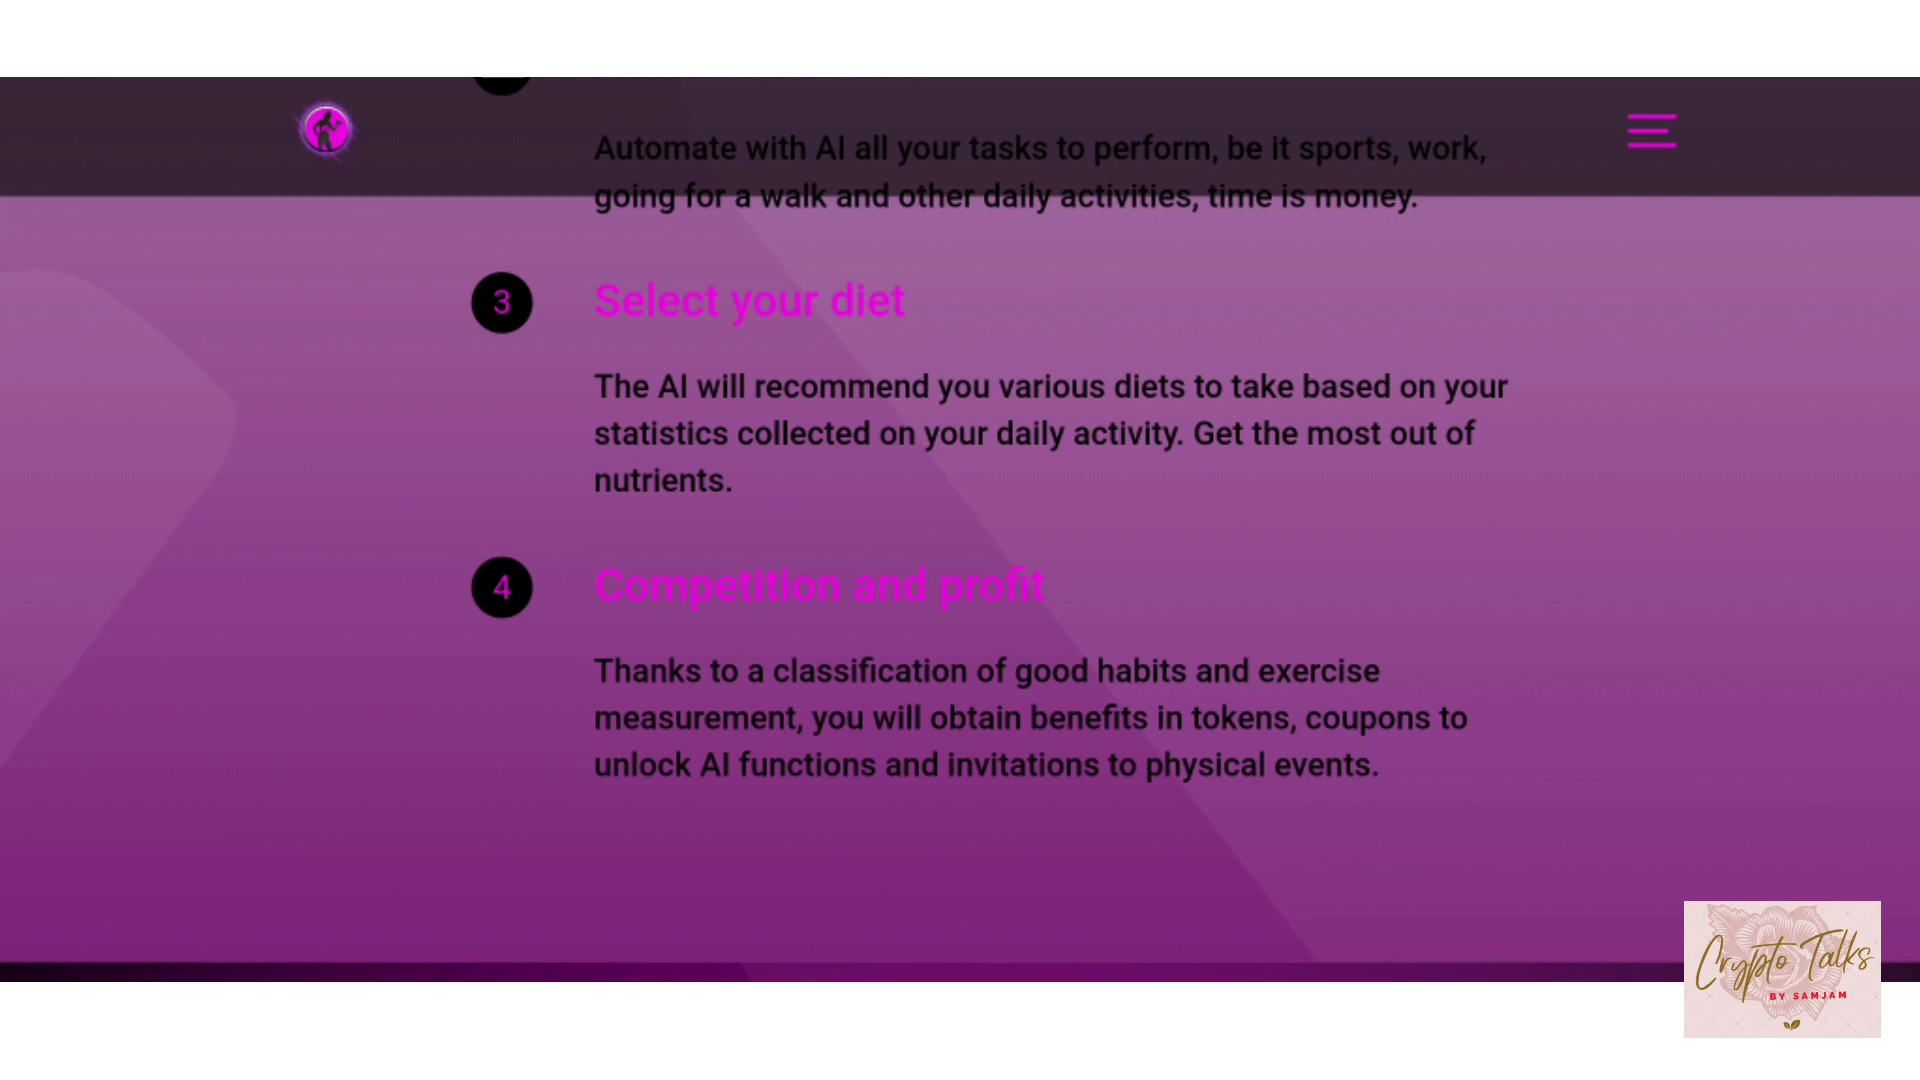 Automate with AI all your tasks to perform, be it sports, work,
going for a walk and other daily activities, time is money.
3
Select your diet
The AI will recommend you various diets to take based on your
statistics collected on your daily activity. Get the most out of
nutrients.
4
Competition and profit
Thanks to a classification of good habits and exercise
measurement, you will obtain benefits in tokens, coupons to
unlock AI functions and invitations to physical events.
Crypto Talks
BY SAMJAM